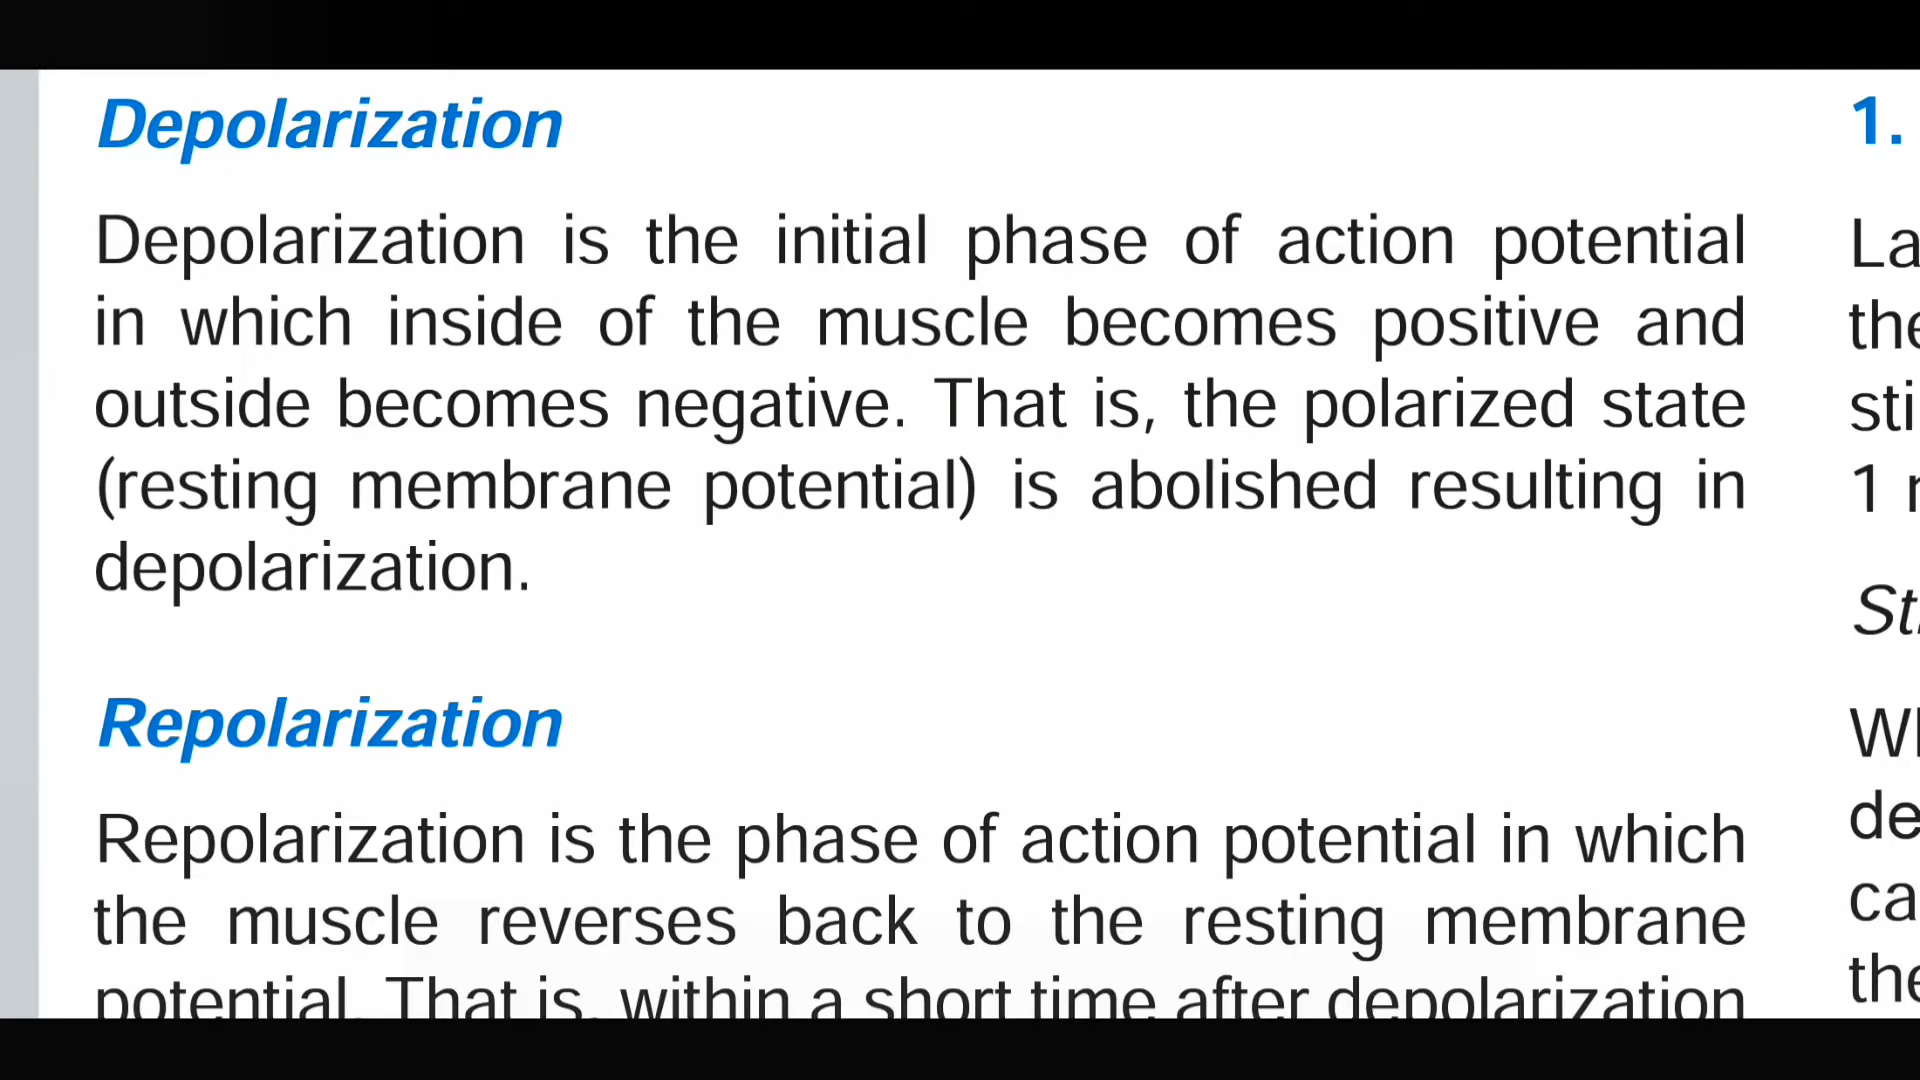 Depolarization
Depolarization is the initial phase of action potential
in which inside of the muscle becomes positive and
outside becomes negative. That is, the polarized state
(resting membrane potential) is abolished resulting in
depolarization.
Repolarization
Repolarization is the phase of action potential in which
the muscle reverses back to the resting membrane
potential. That is, within a short time after depolarization
1.